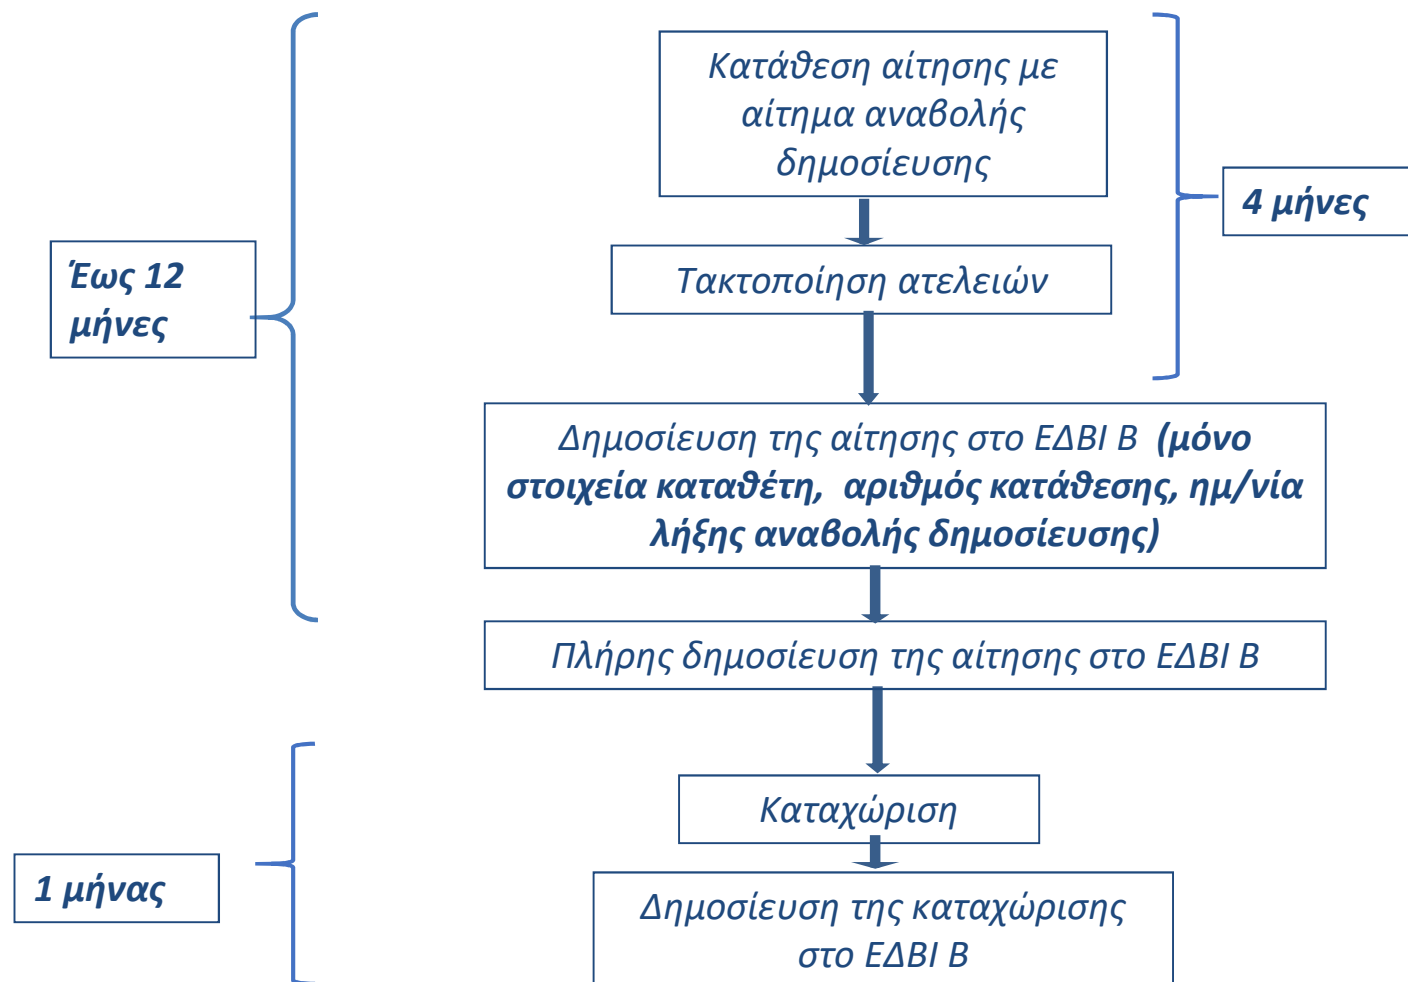 Κατάθεση αίτησης με
αίτημα αναβολής
δημοσίευσης
4 μήνες
Έως 12
μήνες
Τακτοποίηση ατελειών
Δημοσίευση της αίτησης στο ΕΔΒΙ Β (μόνο
στοιχεία καταθέτη, αριθμός κατάθεσης, ημ/νία
λήξης αναβολής δημοσίευσης)
Πλήρης δημοσίευση της αίτησης στο ΕΔΒΙ Β
Καταχώριση
1 μήνας
Δημοσίευση της καταχώρισης
στο ΕΔΒΙ Β